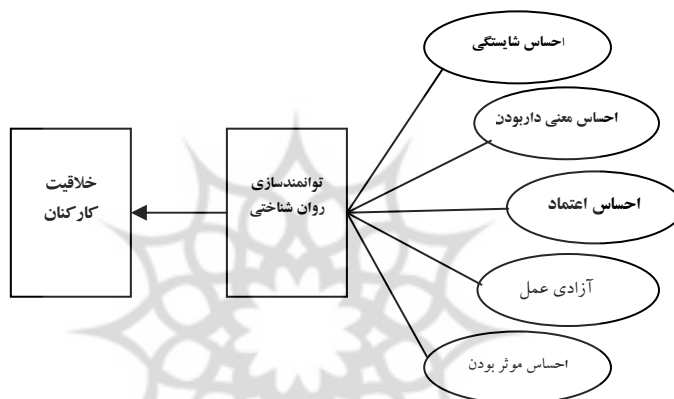 احساس شایستگی
احساس معنی داربودن
احساس اعتماد
آزادی عمل
احساس موثر بودن
توانمندسازی
روان شناختی
خلاقیت
کارکنان